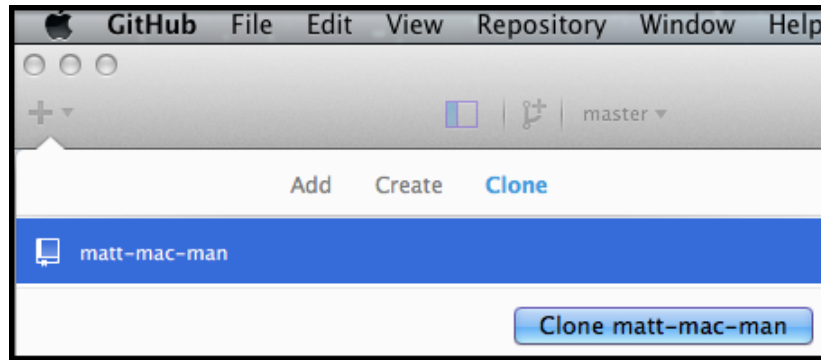 GitHub File Edit View Repository Window Help
master
Add Create Clone
matt-mac-man
Clone matt-mac-man